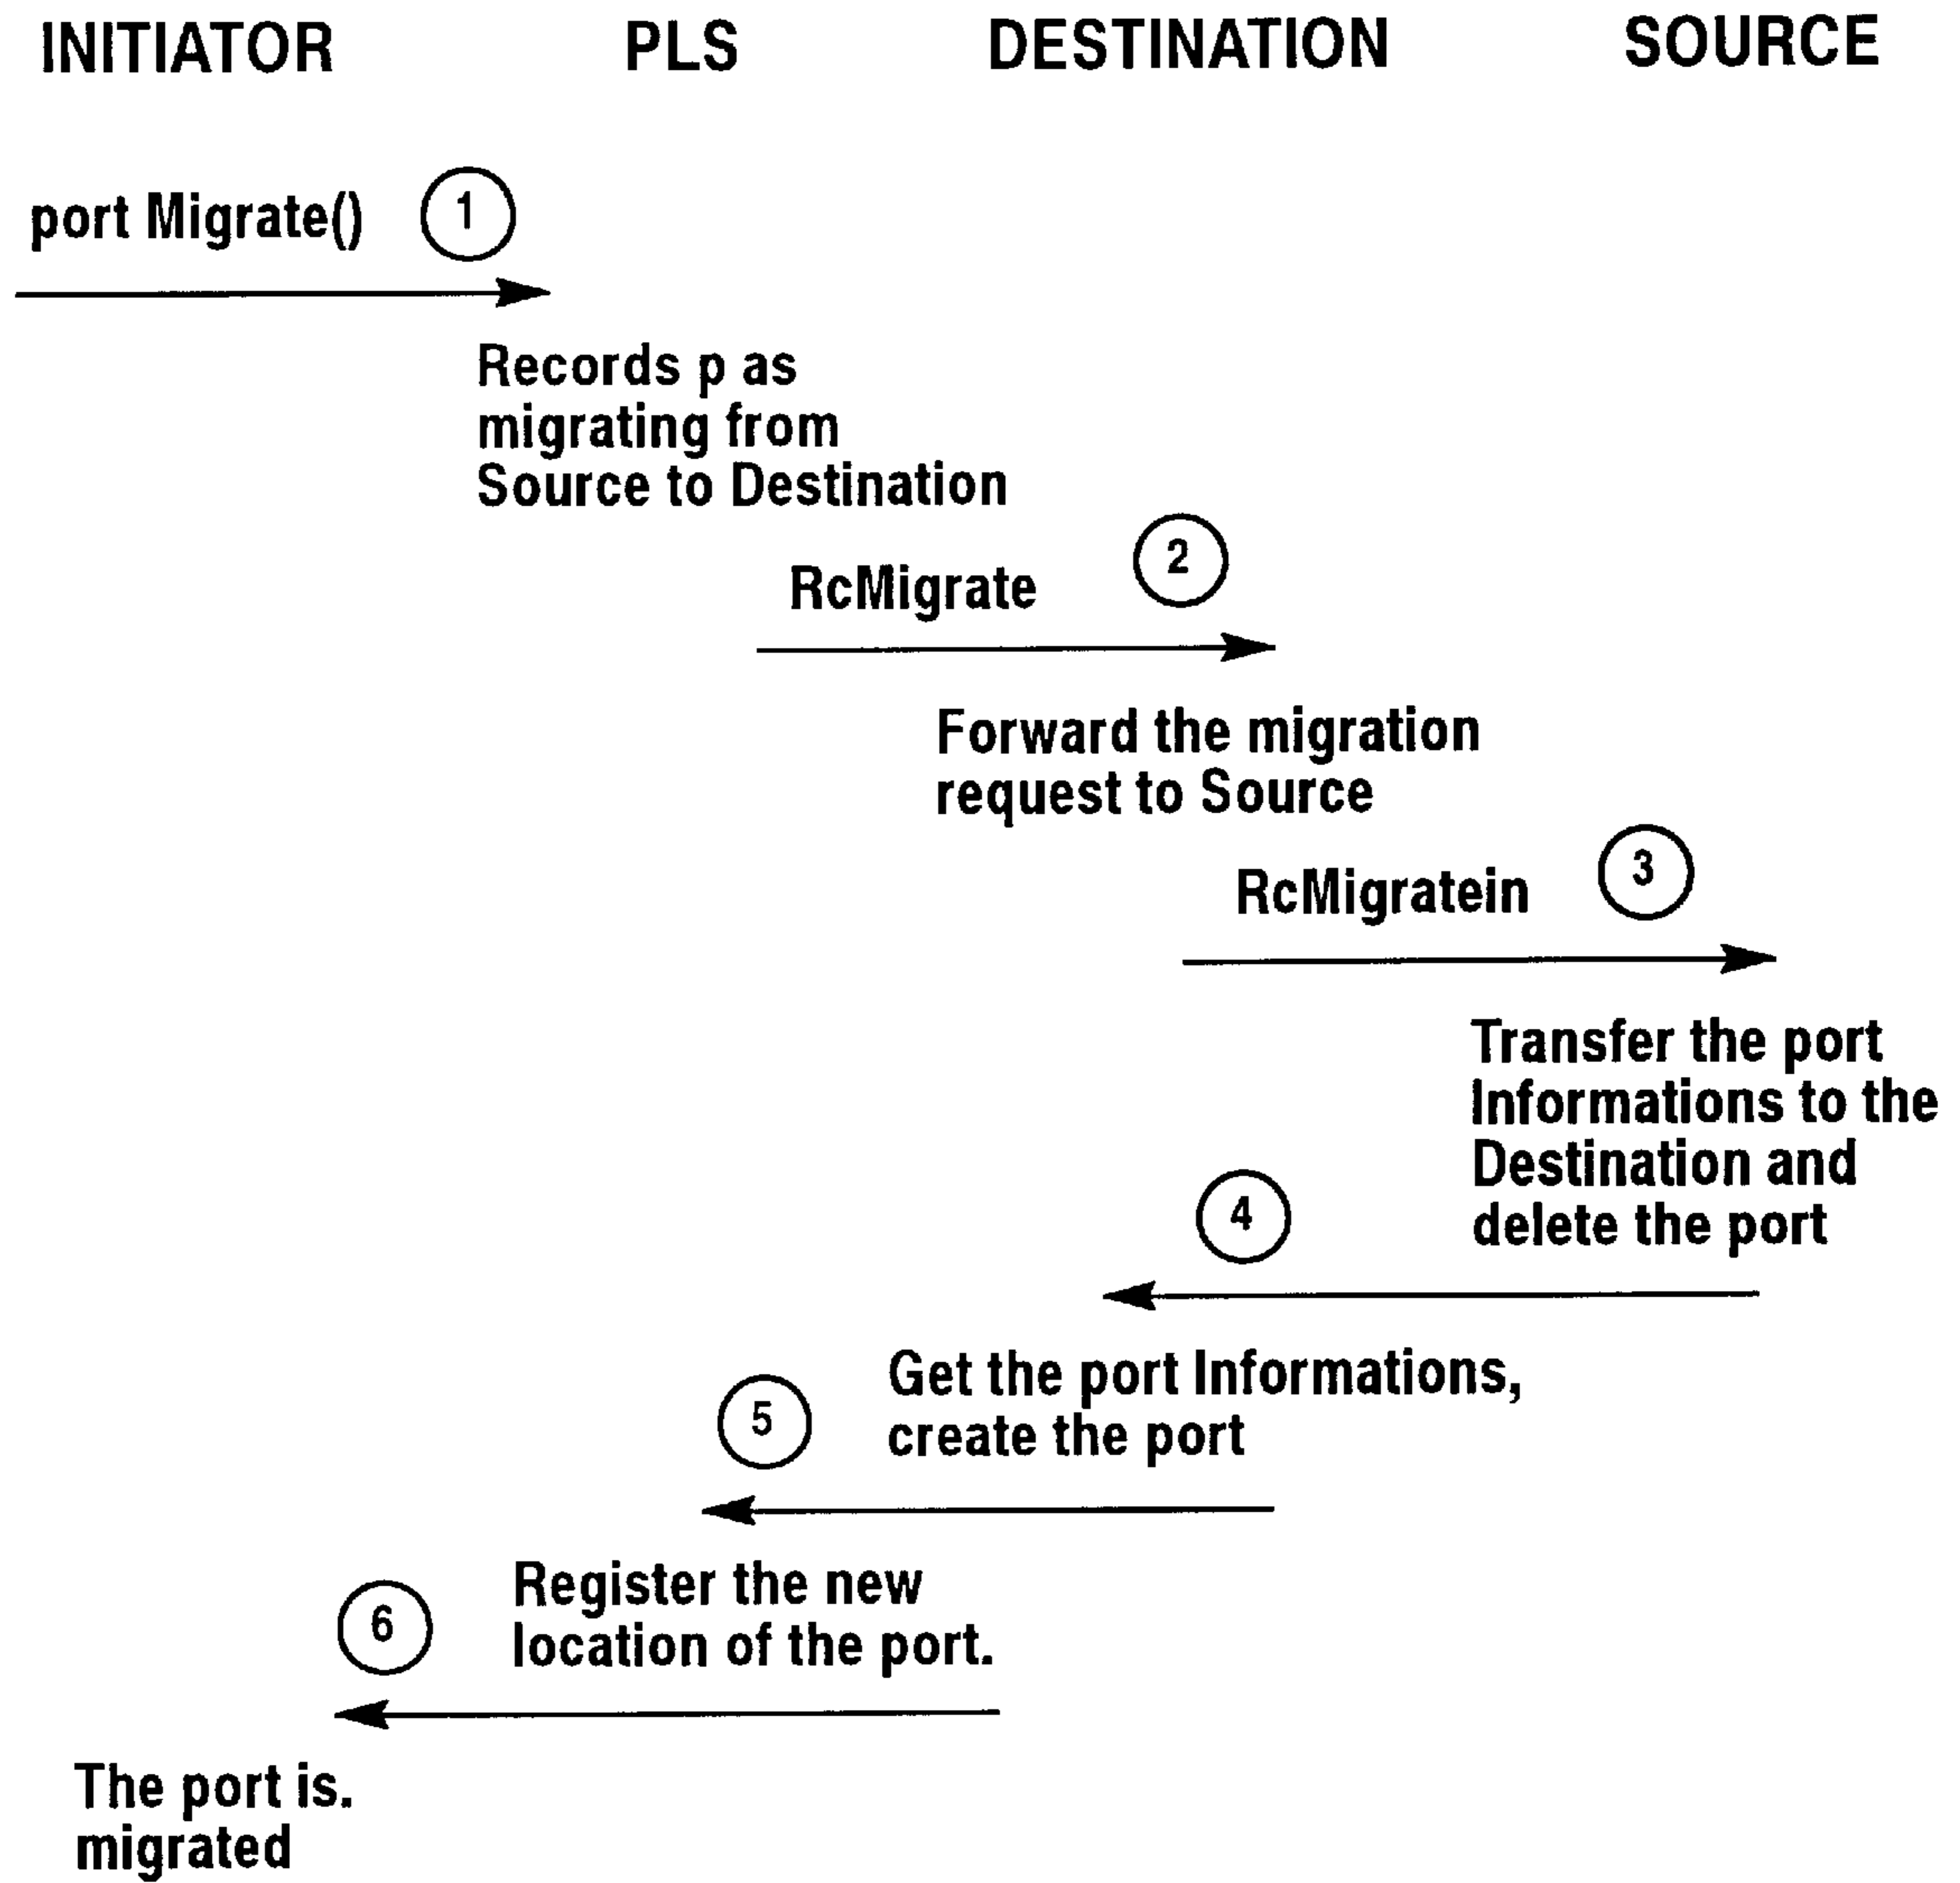 INITIATOR PLS DESTINATION SOURCE
port Migrate() 1
Records p as
migrating from
Source to Destination
2
RcMigrate
Forward the migration
request to Source
3
RcMigratein
Transfer the port
Informations to the
Destination and
delete the port
4
Get the port Informations,
create the port
5
Register the new
location of the port.
6
The port is.
migrated